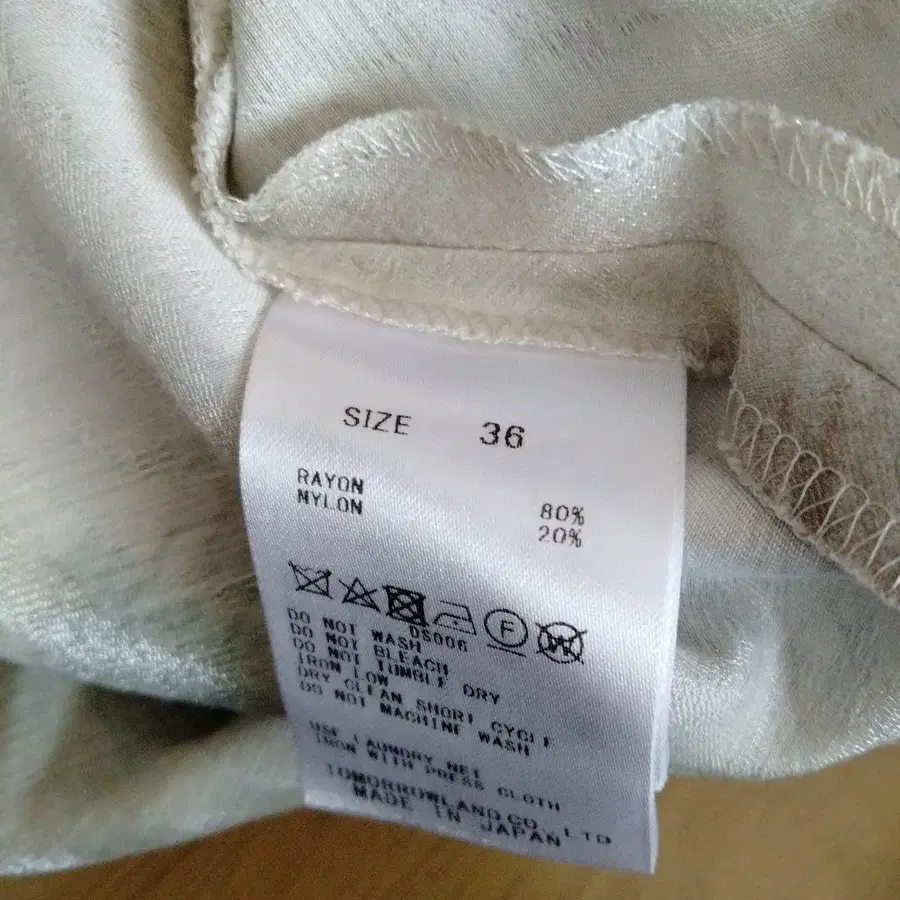 SIZE 36
RAYON 80%
NYLON 20%
F W
DS006
DO NOT WASH
DO NOT BLEACH
DO NOT TUMBLE DRY
IRON LOW
DRY CLEAN SHORT CYCLE
DO NOT MACHINE WASH
USE LAUNDRY NET
IRON WITH PRESS CLOTH
TOMORROWLAND CO.,LTD
MADE IN JAPAN